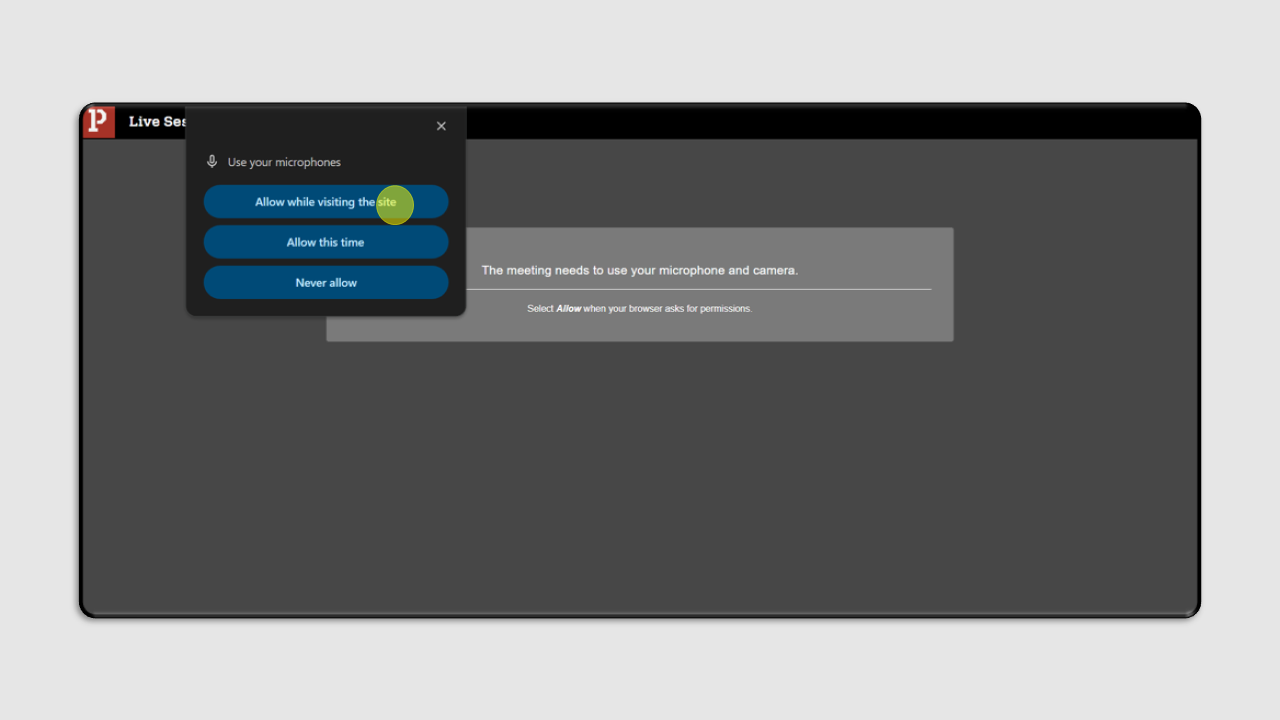 P
Live Ses
Use your microphones
Allow while visiting the site
Allow this time
Never allow
The meeting needs to use your microphone and camera.
Select Allow when your browser asks for permissions.